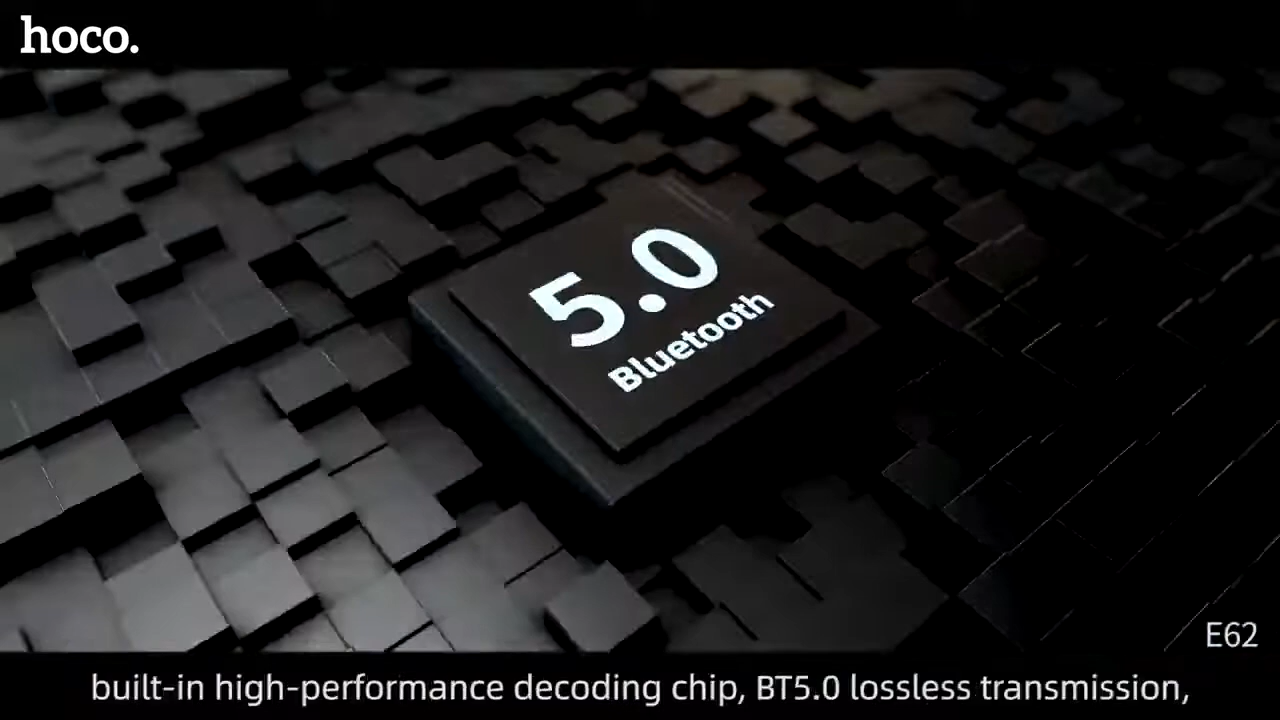 hoco.
5.0
Bluetooth
E62
built-in high-performance decoding chip, BT5.0 lossless transmission,